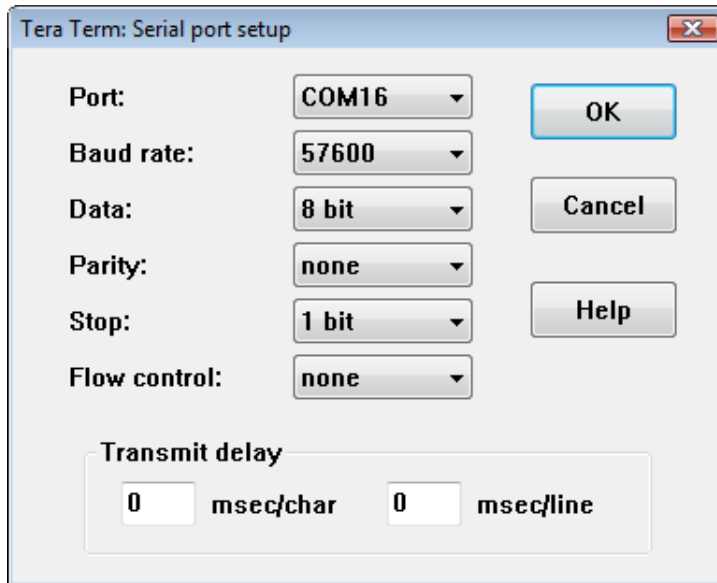 Tera Term: Serial port setup
Port: COM16
OK
Baud rate: 57600
Data: 8 bit
Cancel
Parity: none
Stop: 1 bit
Help
Flow control: none
Transmit delay
0 msec/char 0 msec/line